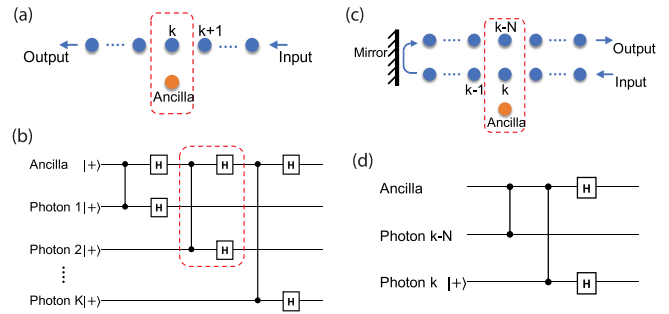 (a)
k k+1
Output Input
Ancilla
(b)
Ancilla |+⟩ H H H
Photon 1|+⟩ H
Photon 2|+⟩ H
Photon K|+⟩ H
(c)
k-N
Mirror Output
Input
k-1 k
Ancilla
(d)
Ancilla H
Photon k-N
Photon k |+⟩ H